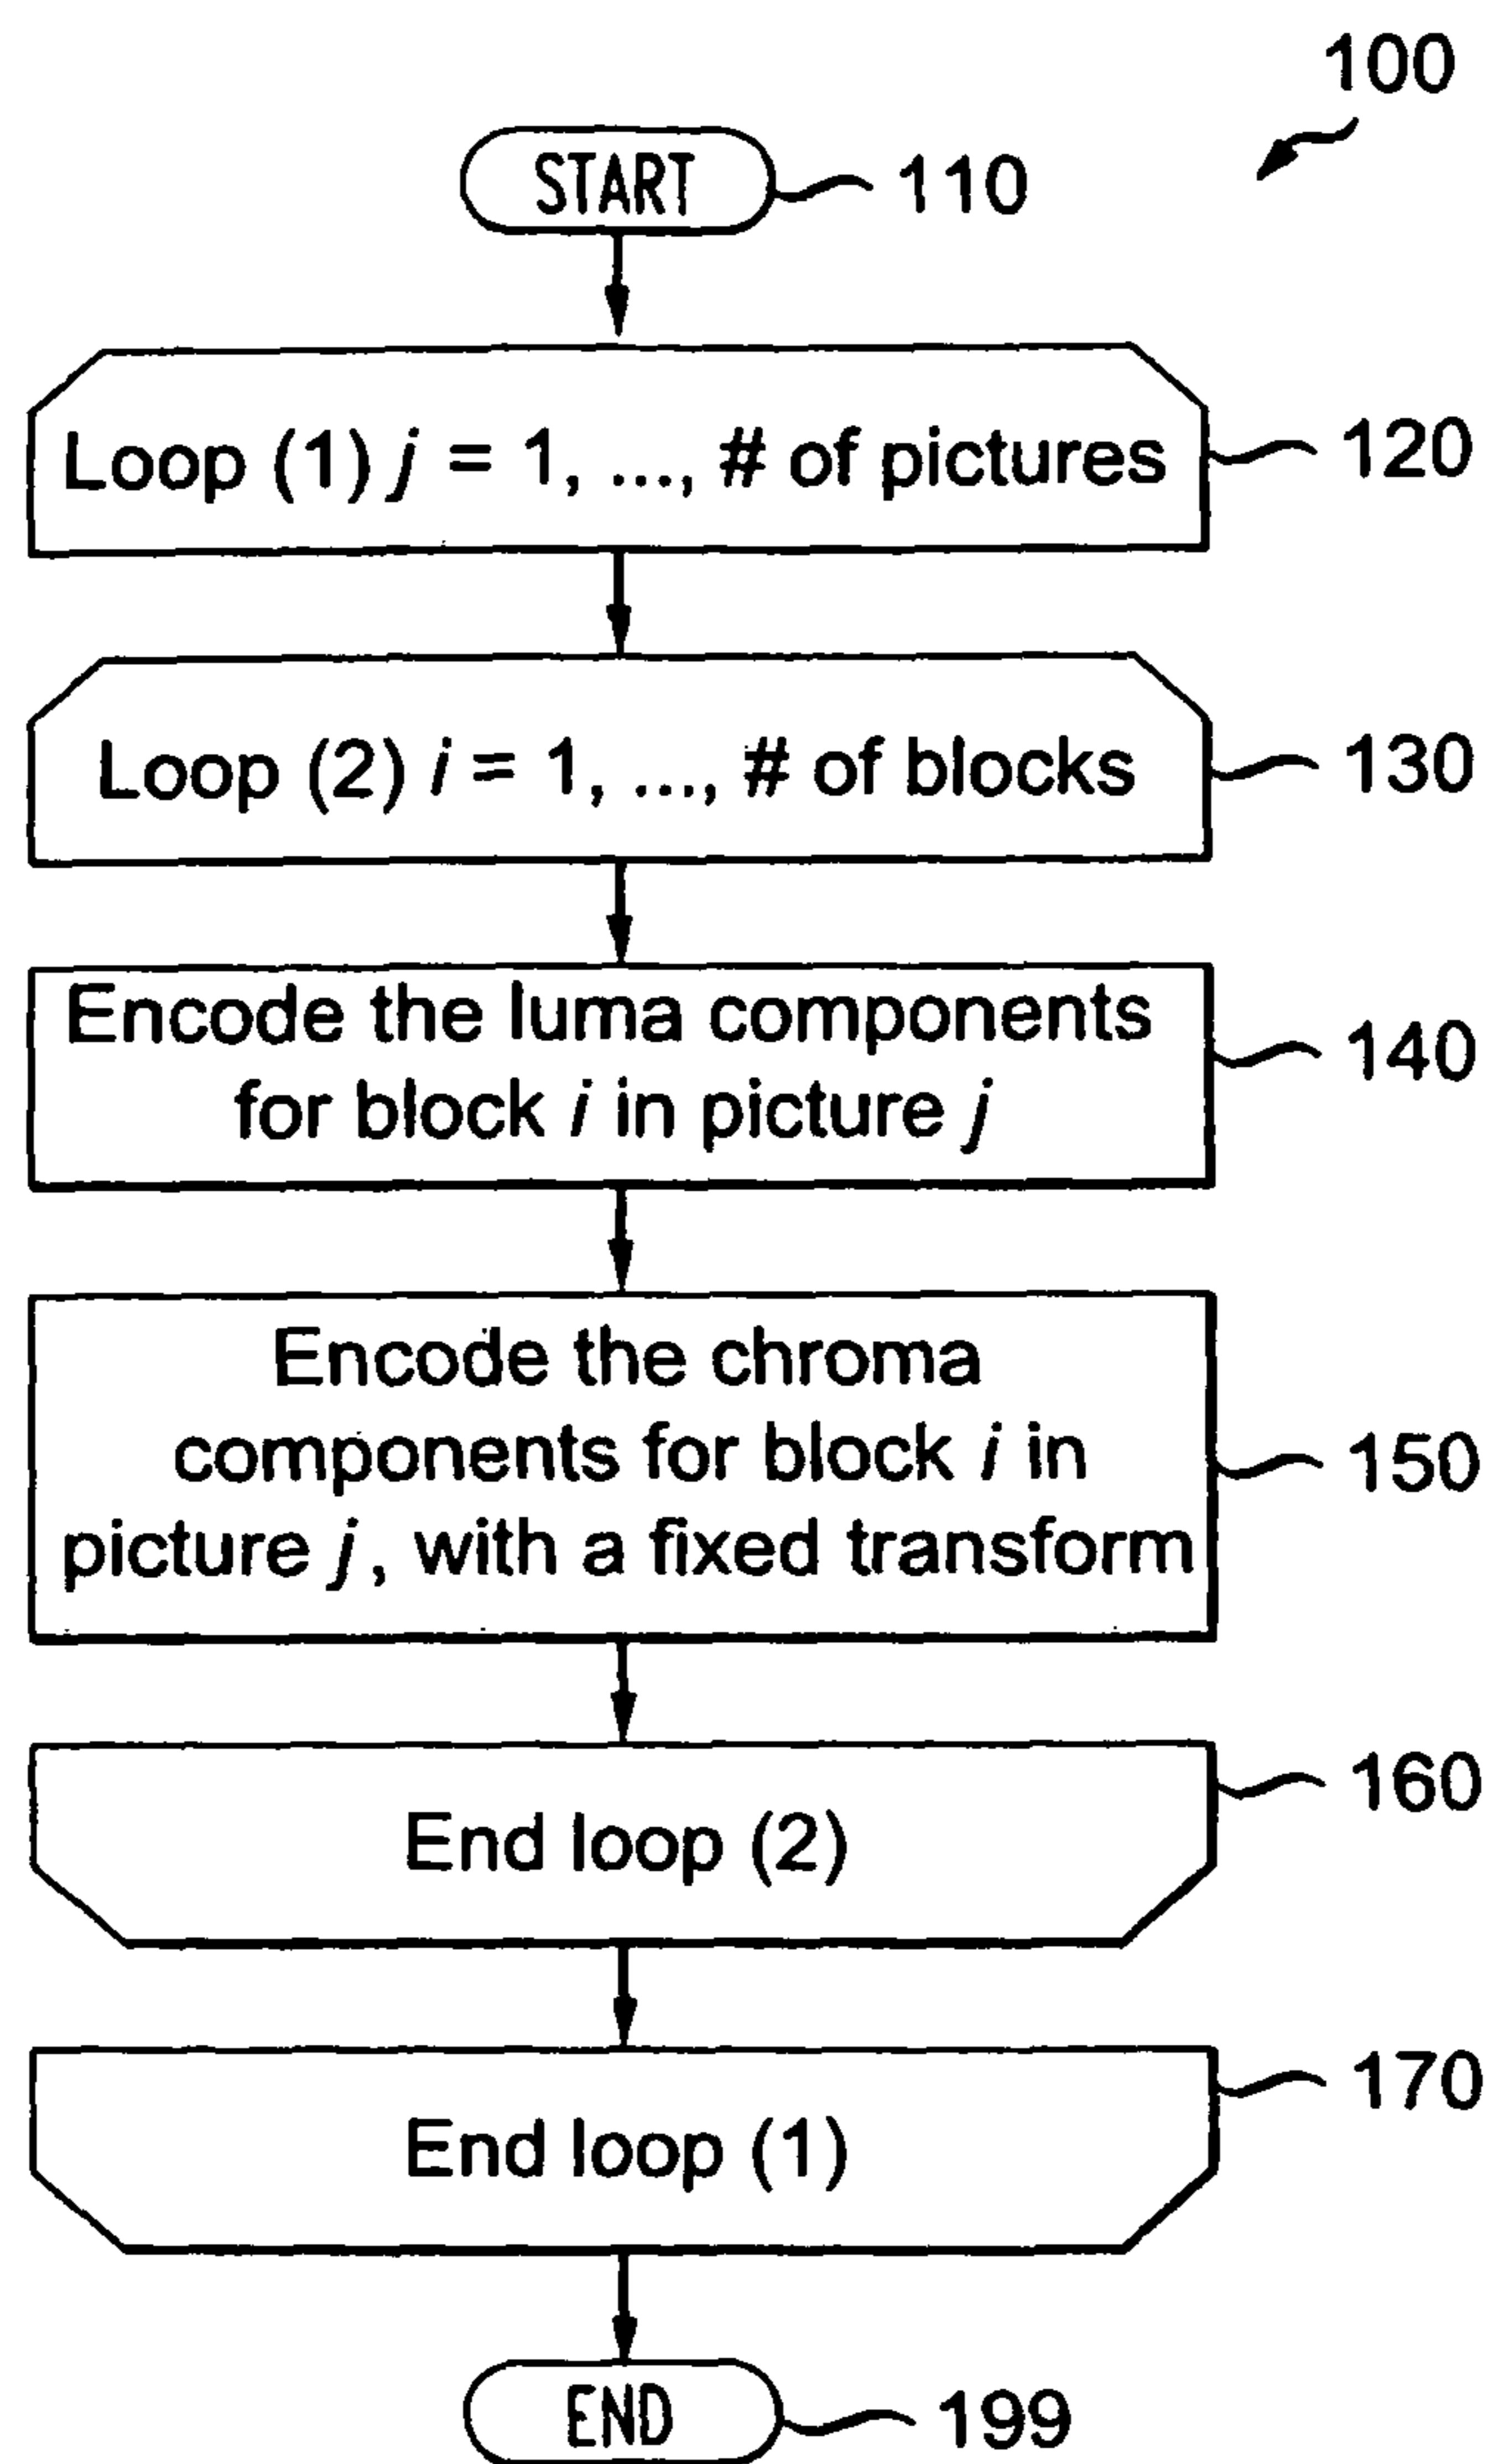 100
START
110
Loop (1) j = 1, ..., # of pictures
120
Loop (2) i = 1, ..., # of blocks
130
Encode the luma components
for block i in picture j
140
Encode the chroma
components for block i in
picture j, with a fixed transform
150
End loop (2)
160
End loop (1)
170
END
199